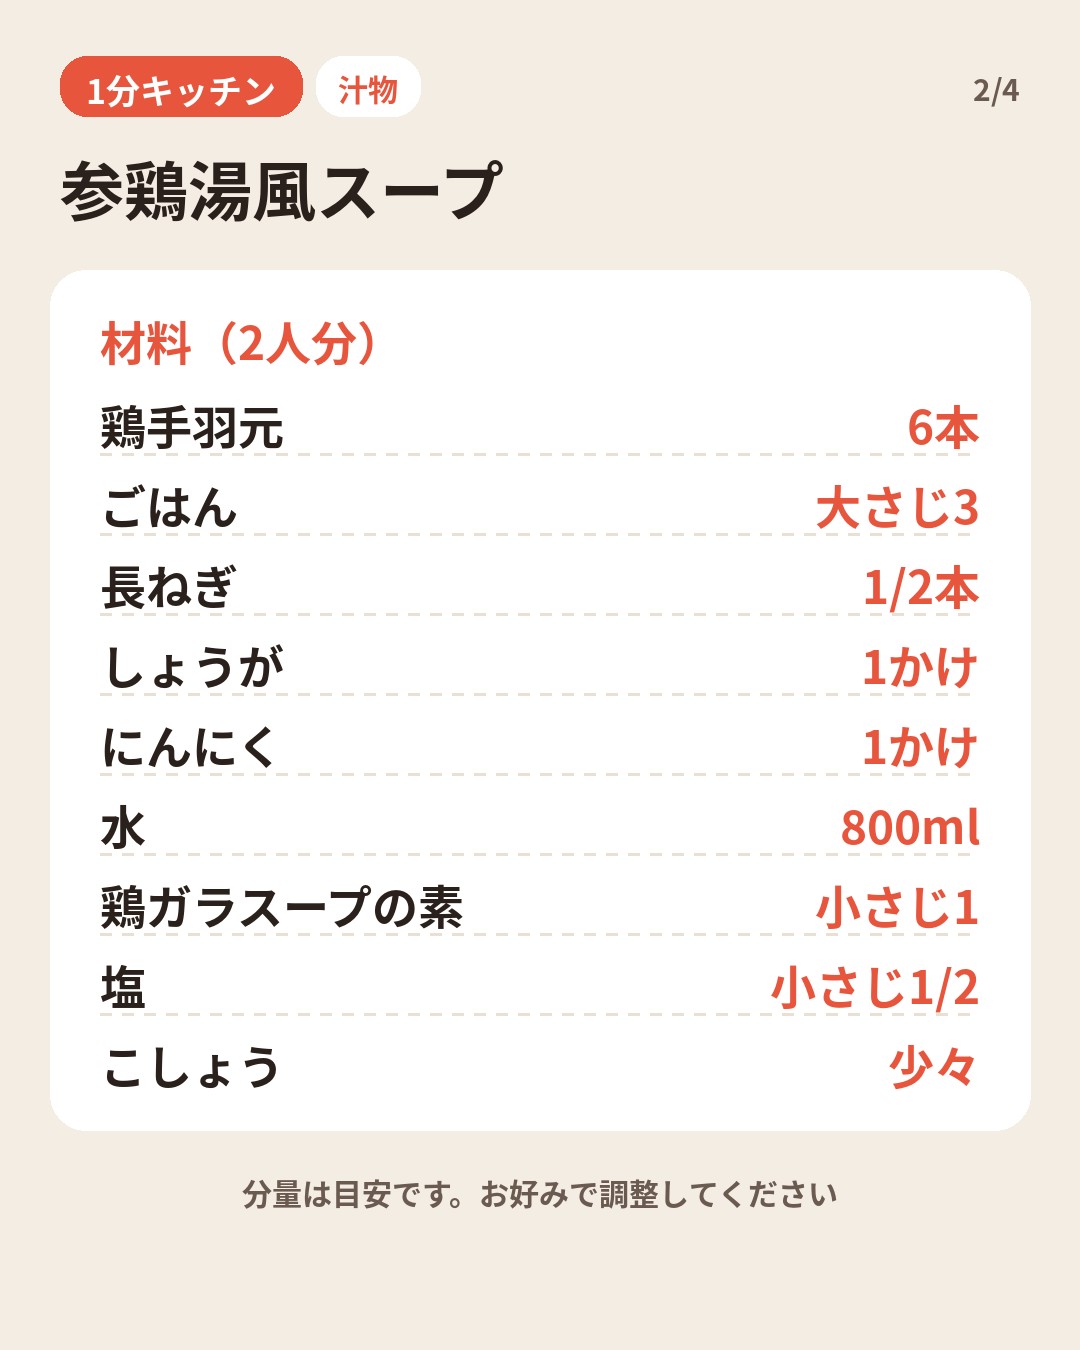 1分キッチン 汁物 2/4
参鶏湯風スープ
材料（2人分）
鶏手羽元 6本
ごはん 大さじ3
長ねぎ 1/2本
しょうが 1かけ
にんにく 1かけ
水 800ml
鶏ガラスープの素 小さじ1
塩 小さじ1/2
こしょう 少々
分量は目安です。お好みで調整してください